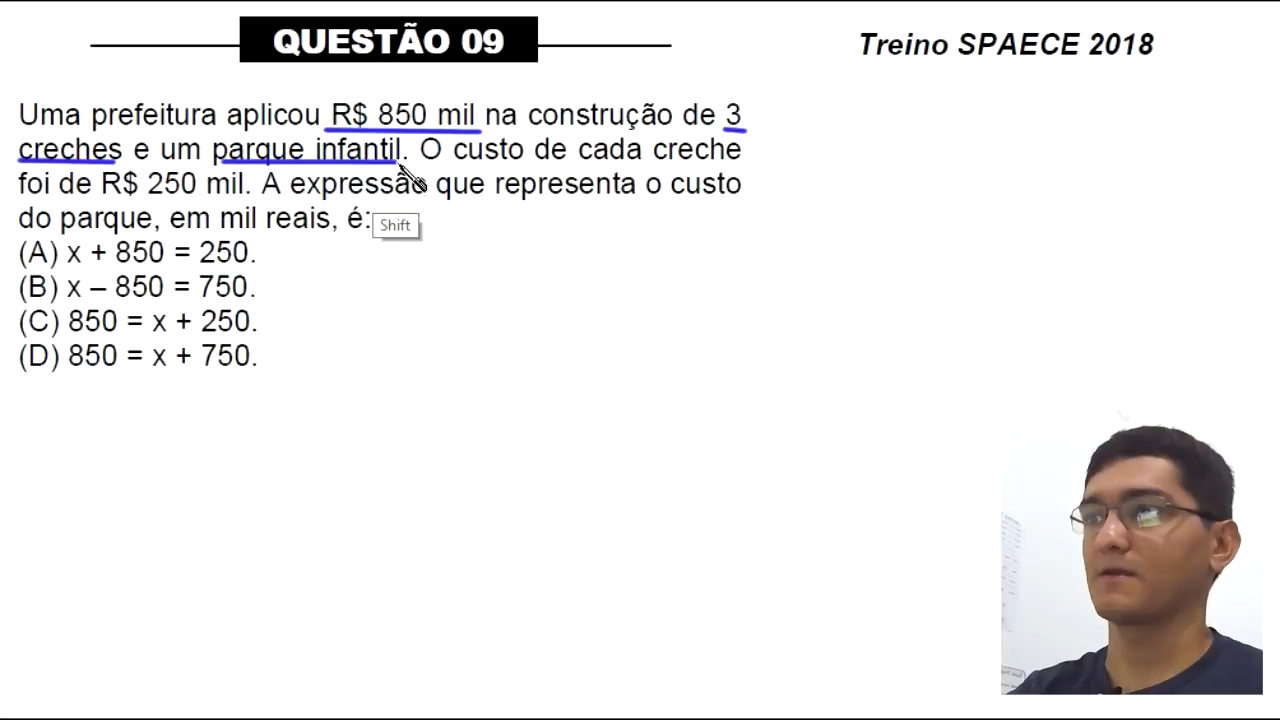 QUESTÃO 09
Treino SPAECE 2018
Uma prefeitura aplicou R$ 850 mil na construção de 3
creches e um parque infantil. O custo de cada creche
foi de R$ 250 mil. A expressão que representa o custo
do parque, em mil reais, é:
Shift
(A) x + 850 = 250.
(B) x – 850 = 750.
(C) 850 = x + 250.
(D) 850 = x + 750.